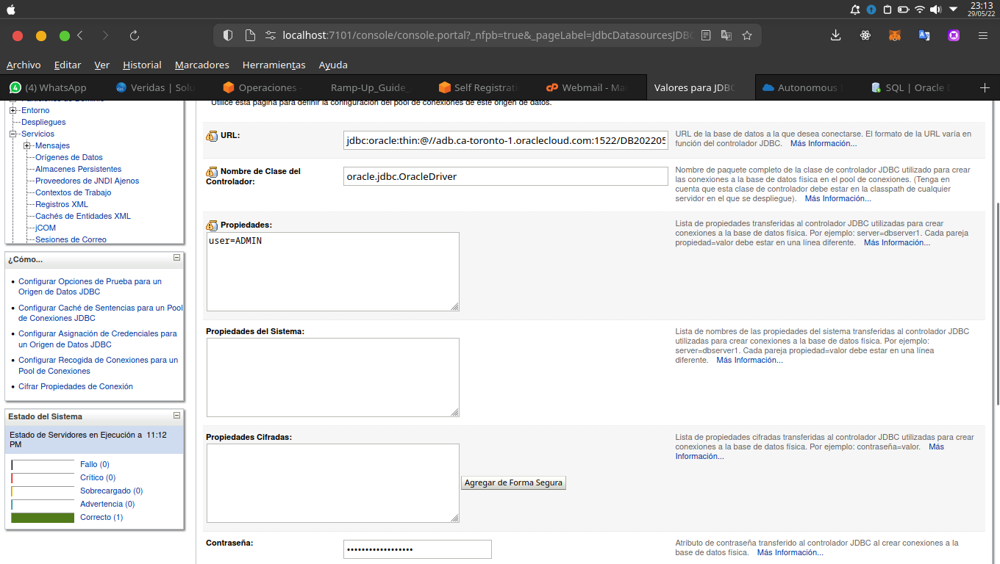 23:13
29/05/22
localhost:7101/console/console.portal?_nfpb=true&_pageLabel=JdbcDatasourcesJDBC
Archivo Editar Ver Historial Marcadores Herramientas Ayuda
(4) WhatsApp
Veridas | Solu
Operaciones -
Ramp-Up_Guide_
Self Registrati
Webmail - Ma
Valores para JDBC
Autonomous
SQL | Oracle D
Entorno
Despliegues
Servicios
Mensajes
Orígenes de Datos
Almacenes Persistentes
Proveedores de JNDI Ajenos
Contextos de Trabajo
Registros XML
Cachés de Entidades XML
jCOM
Sesiones de Correo
¿Cómo...
Configurar Opciones de Prueba para un
Origen de Datos JDBC
Configurar Caché de Sentencias para un Pool
de Conexiones JDBC
Configurar Asignación de Credenciales para
un Origen de Datos JDBC
Configurar Recogida de Conexiones para un
Pool de Conexiones
Cifrar Propiedades de Conexión
Estado del Sistema
Estado de Servidores en Ejecución a 11:12
PM
Fallo (0)
Crítico (0)
Sobrecargado (0)
Advertencia (0)
Correcto (1)
Utilice esta página para definir la configuración del pool de conexiones de este origen de datos.
URL:
jdbc:oracle:thin:@//adb.ca-toronto-1.oraclecloud.com:1522/DB202205
URL de la base de datos a la que desea conectarse. El formato de la URL varía en
función del controlador JDBC. Más Información...
Nombre de Clase del
Controlador:
oracle.jdbc.OracleDriver
Nombre de paquete completo de la clase de controlador JDBC utilizado para crear
las conexiones a la base de datos física en el pool de conexiones. (Tenga en
cuenta que esta clase de controlador debe estar en la classpath de cualquier
servidor en el que se despliegue). Más Información...
Propiedades:
user=ADMIN
Lista de propiedades transferidas al controlador JDBC utilizadas para crear
conexiones a la base de datos física. Por ejemplo: server=dbserver1. Cada pareja
propiedad=valor debe estar en una línea diferente. Más Información...
Propiedades del Sistema:
Lista de nombres de las propiedades del sistema transferidas al controlador JDBC
utilizadas para crear conexiones a la base de datos física. Por ejemplo:
server=dbserver1. Cada pareja propiedad=valor debe estar en una línea
diferente. Más Información...
Propiedades Cifradas:
Agregar de Forma Segura
Lista de propiedades cifradas transferidas al controlador JDBC utilizadas para crear
conexiones a la base de datos física. Por ejemplo: contraseña=valor. Más
Información...
Contraseña:
••••••••••••••••••
Atributo de contraseña transferido al controlador JDBC al crear conexiones a la
base de datos física. Más Información...